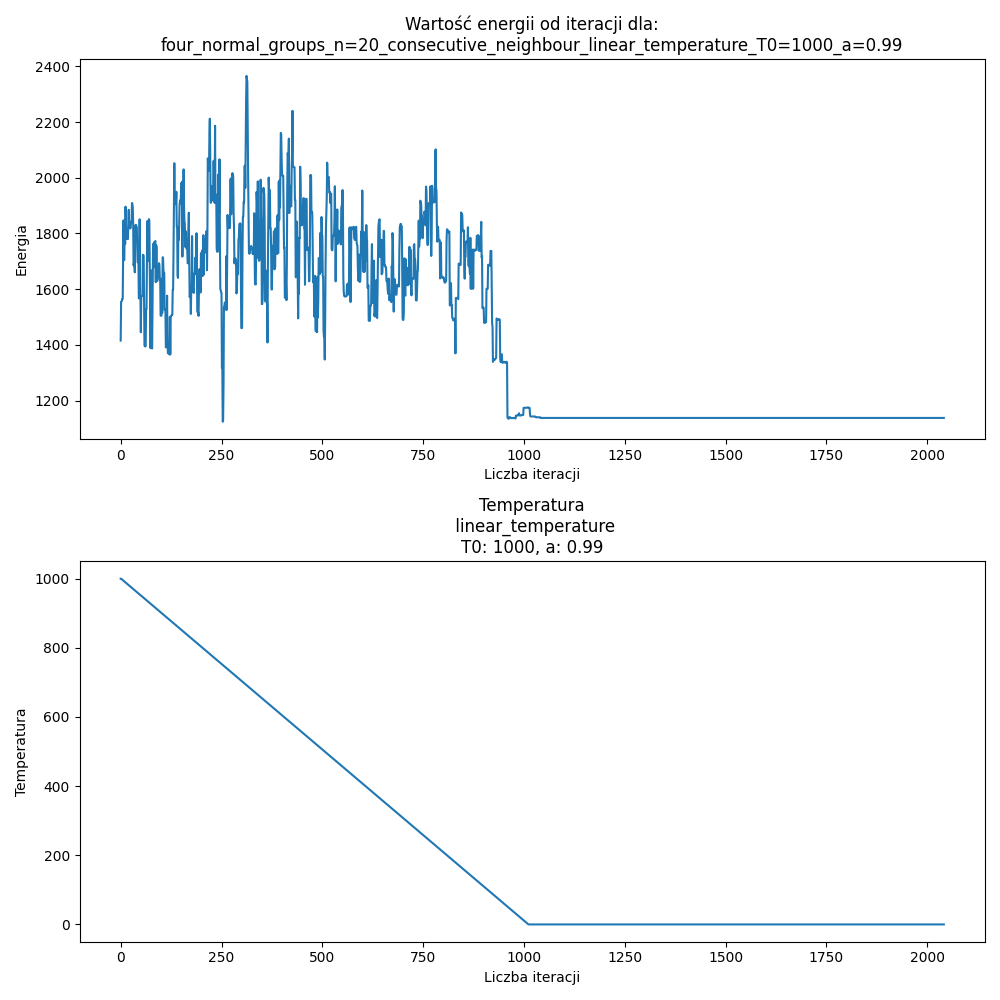 Wartość energii od iteracji dla:
four_normal_groups_n=20_consecutive_neighbour_linear_temperature_T0=1000_a=0.99
2400
2200
2000
1800
1600
1400
1200
Energia
0 250 500 750 1000 1250 1500 1750 2000
Liczba iteracji
Temperatura
linear_temperature
T0: 1000, a: 0.99
1000
800
600
400
200
0
Temperatura
0 250 500 750 1000 1250 1500 1750 2000
Liczba iteracji